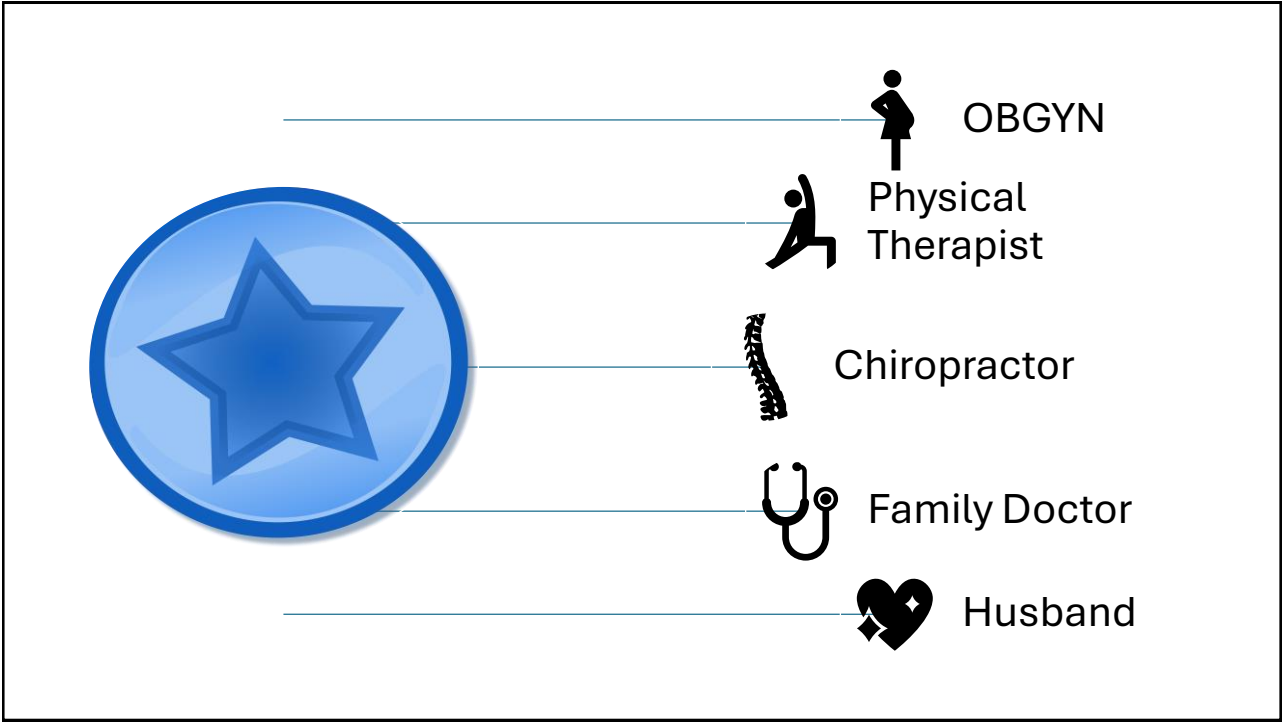 OBGYN
Physical
Therapist
Chiropractor
Family Doctor
Husband